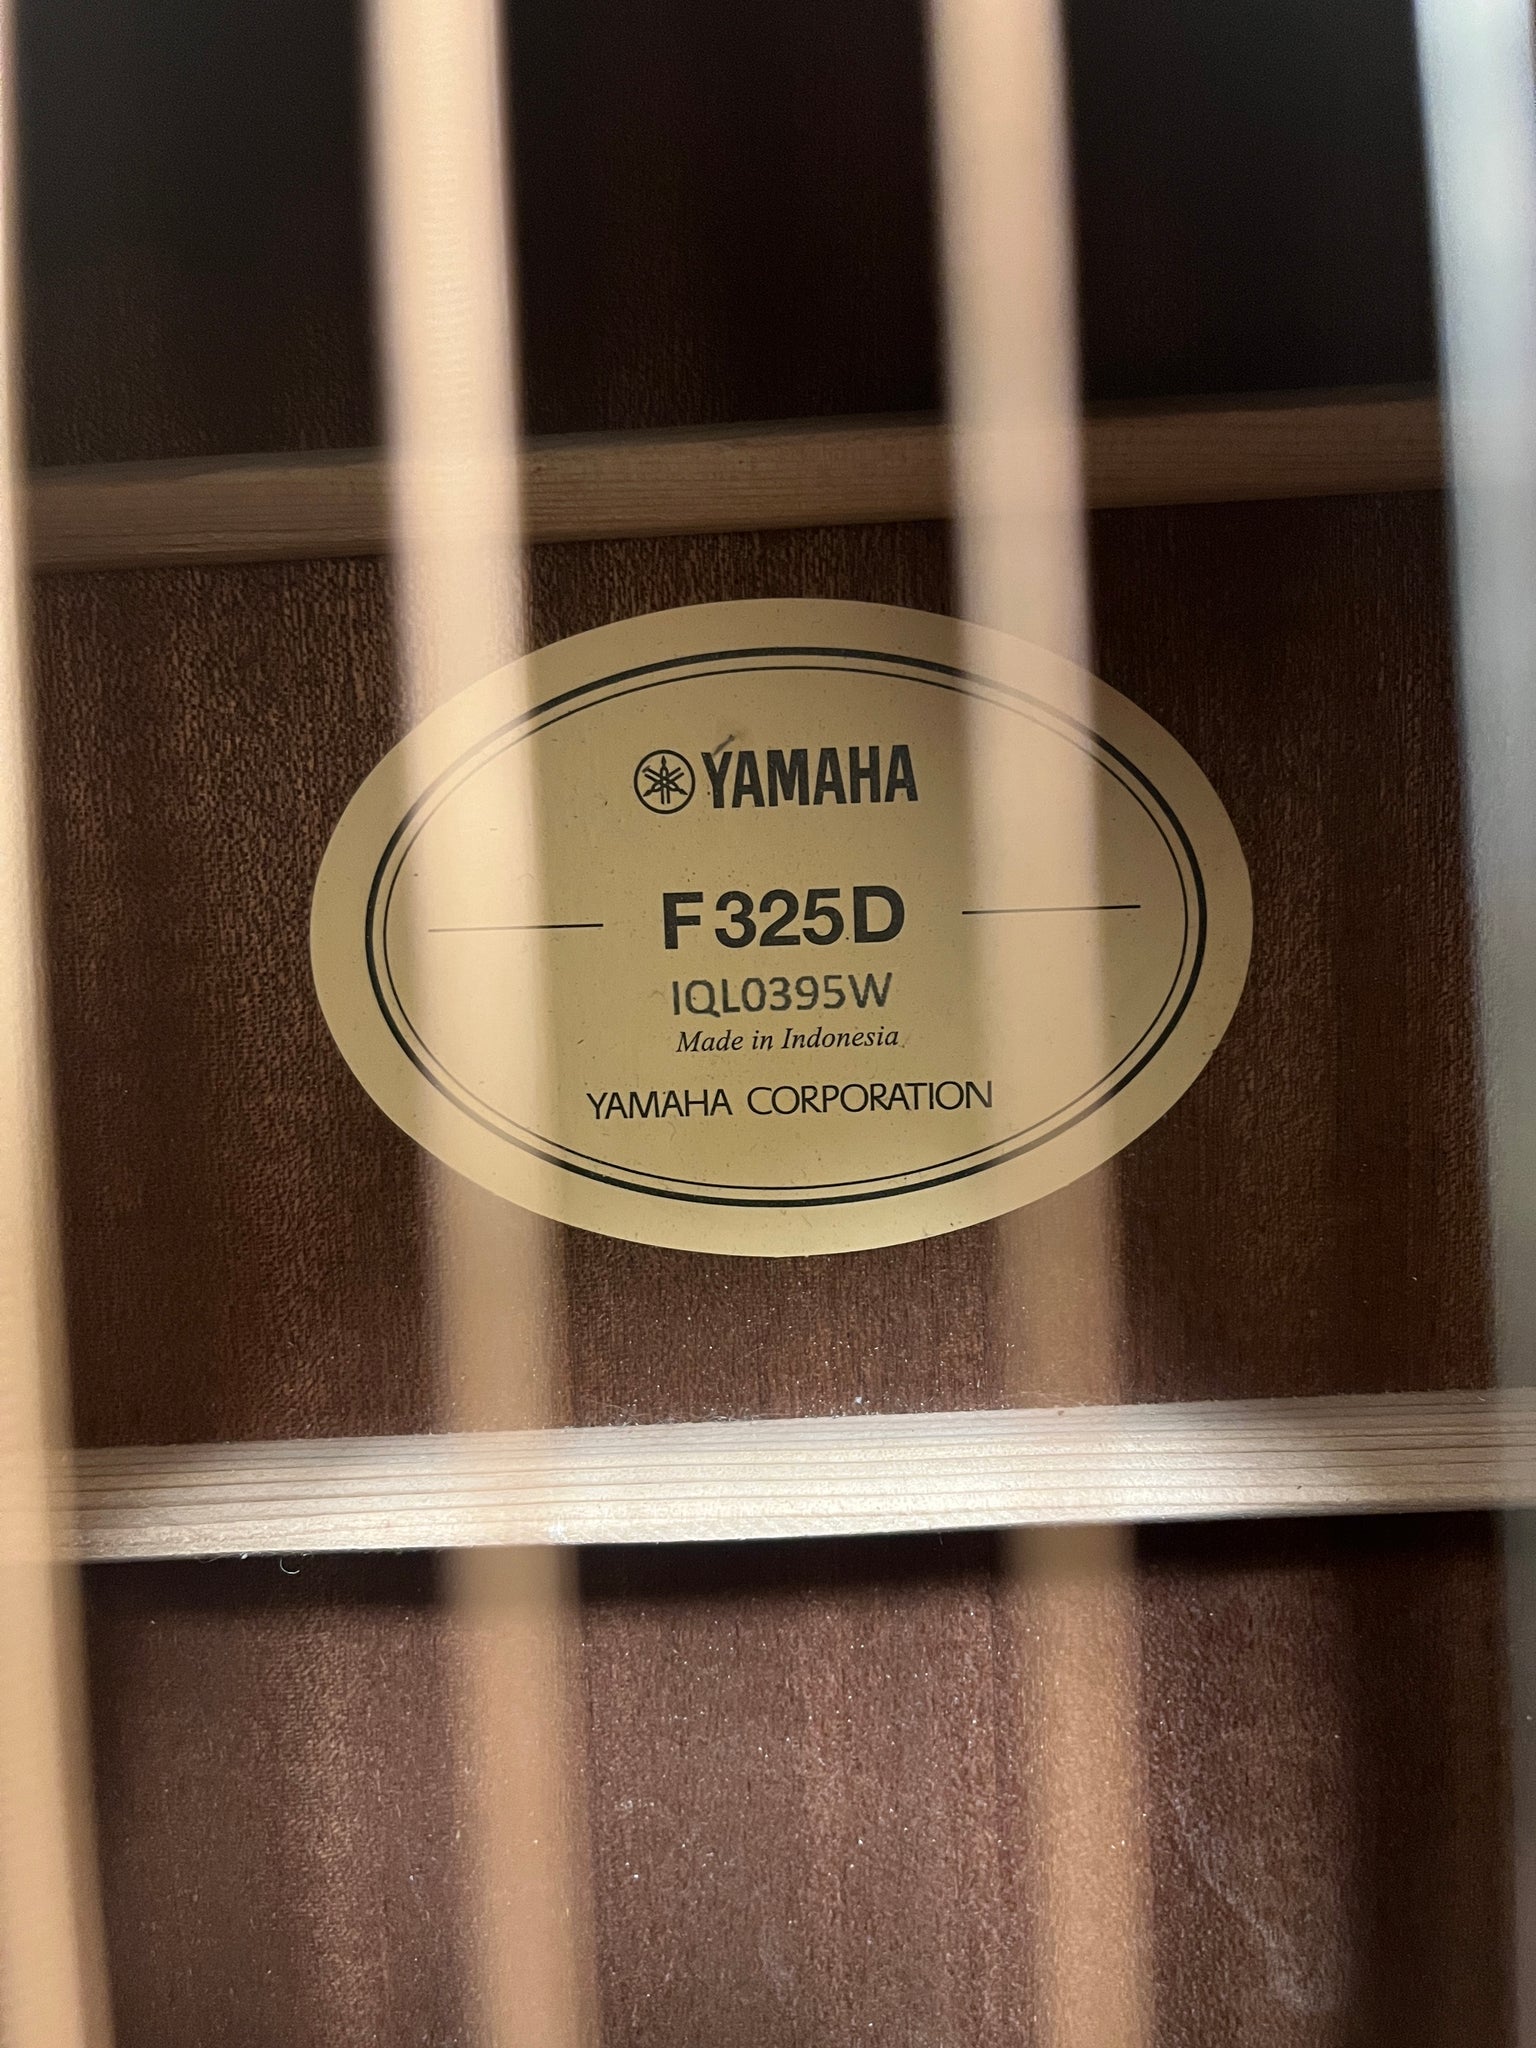 YAMAHA
F325D
IQL0395W
Made in Indonesia
YAMAHA CORPORATION